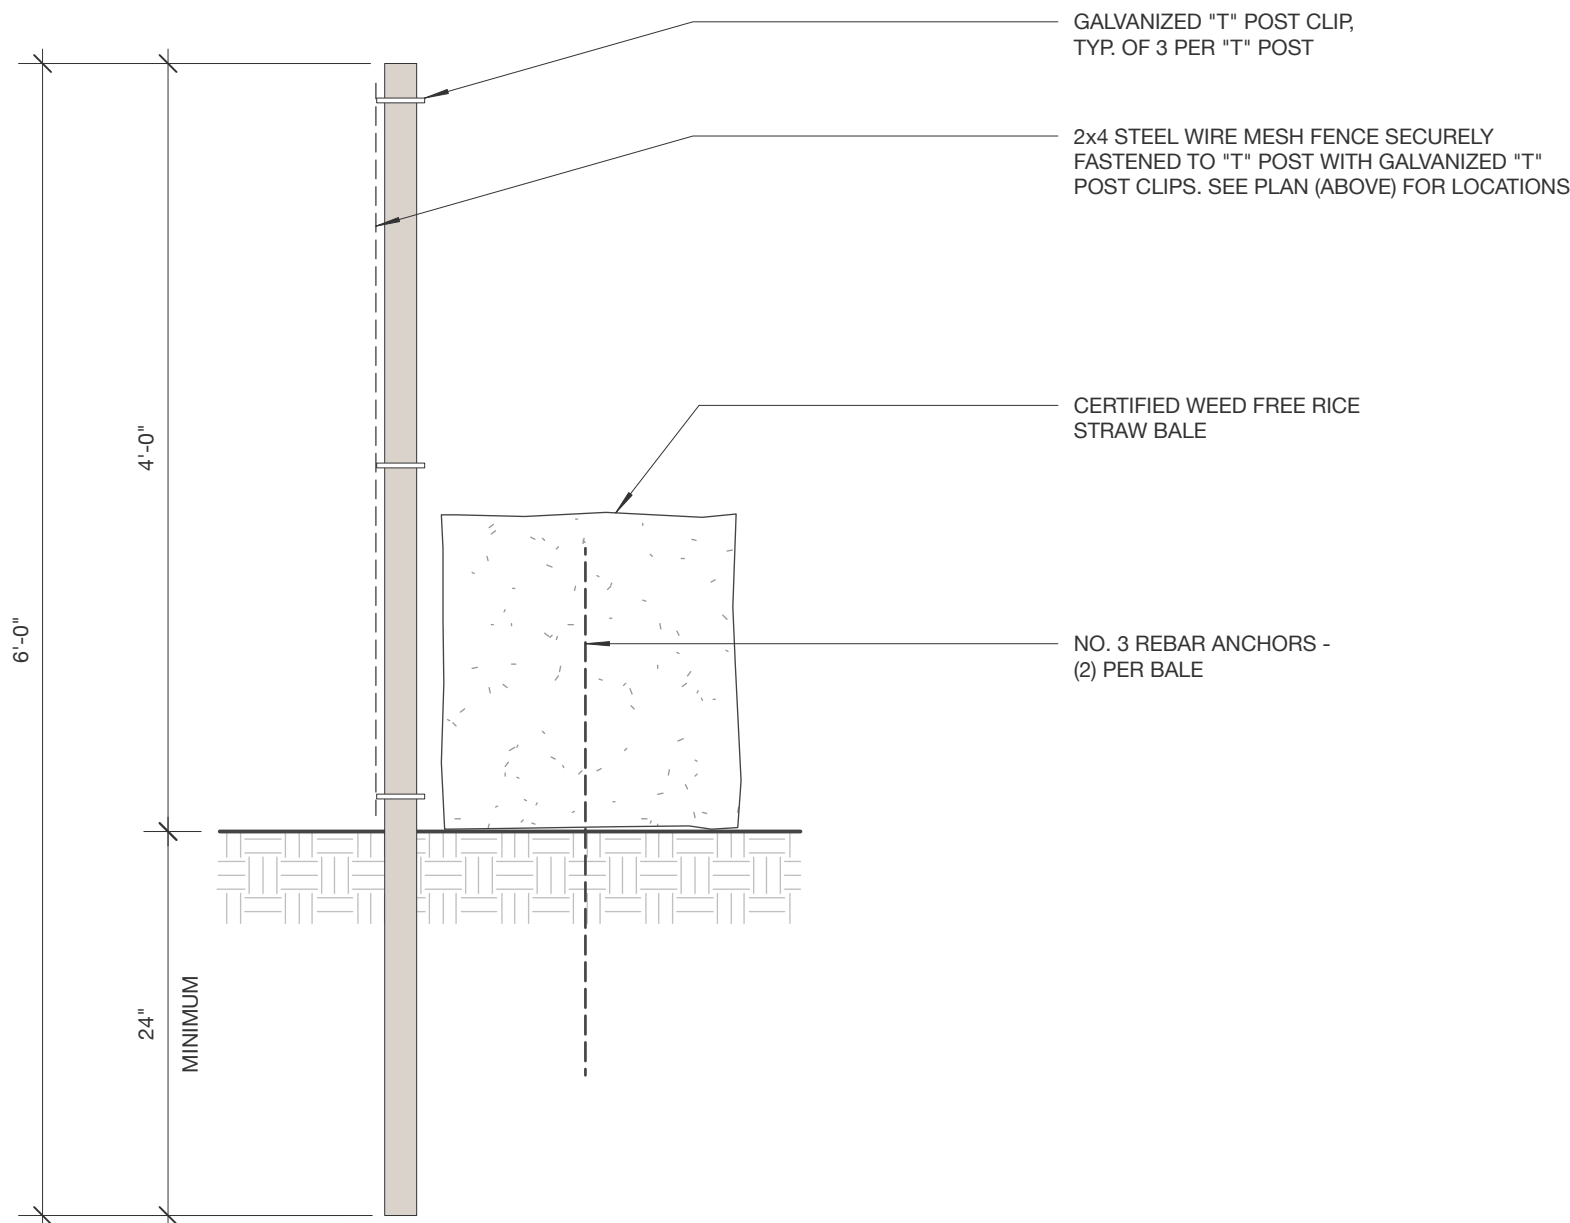 GALVANIZED "T" POST CLIP,
TYP. OF 3 PER "T" POST
2x4 STEEL WIRE MESH FENCE SECURELY
FASTENED TO "T" POST WITH GALVANIZED "T"
POST CLIPS. SEE PLAN (ABOVE) FOR LOCATIONS
CERTIFIED WEED FREE RICE
STRAW BALE
4'-0"
6'-0"
NO. 3 REBAR ANCHORS -
(2) PER BALE
24"
MINIMUM